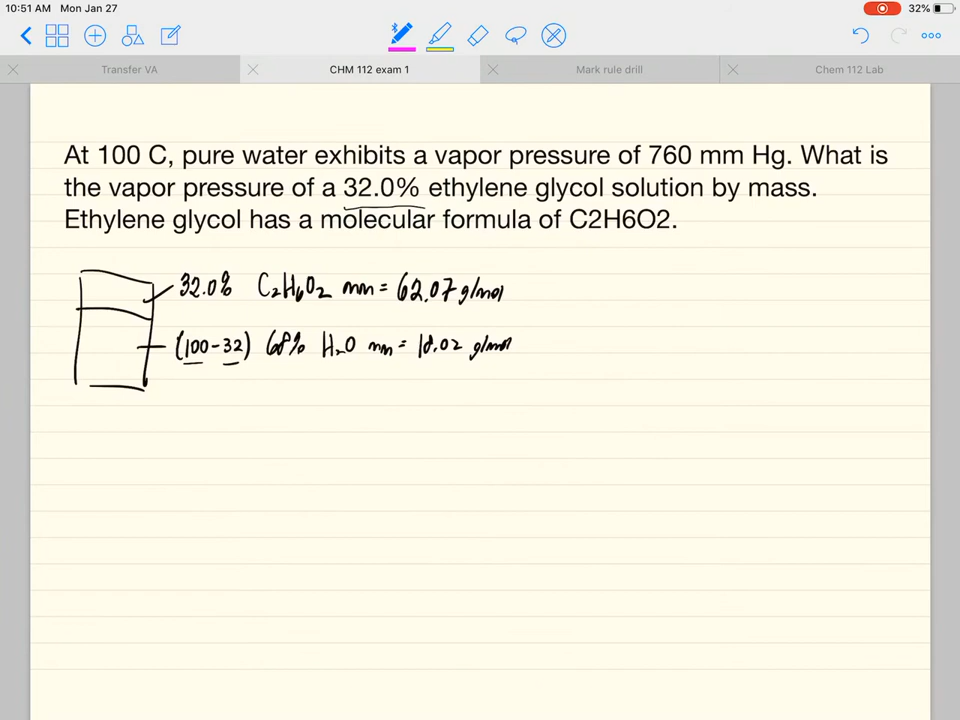 10:51 AM Mon Jan 27
32%
Transfer VA
CHM 112 exam 1
Mark rule drill
Chem 112 Lab
At 100 C, pure water exhibits a vapor pressure of 760 mm Hg. What is
the vapor pressure of a 32.0% ethylene glycol solution by mass.
Ethylene glycol has a molecular formula of C2H6O2.
32.0% C₂H₆O₂ mm = 62.07 g/mol
(100-32) 68% H₂O mm = 18.02 g/mol